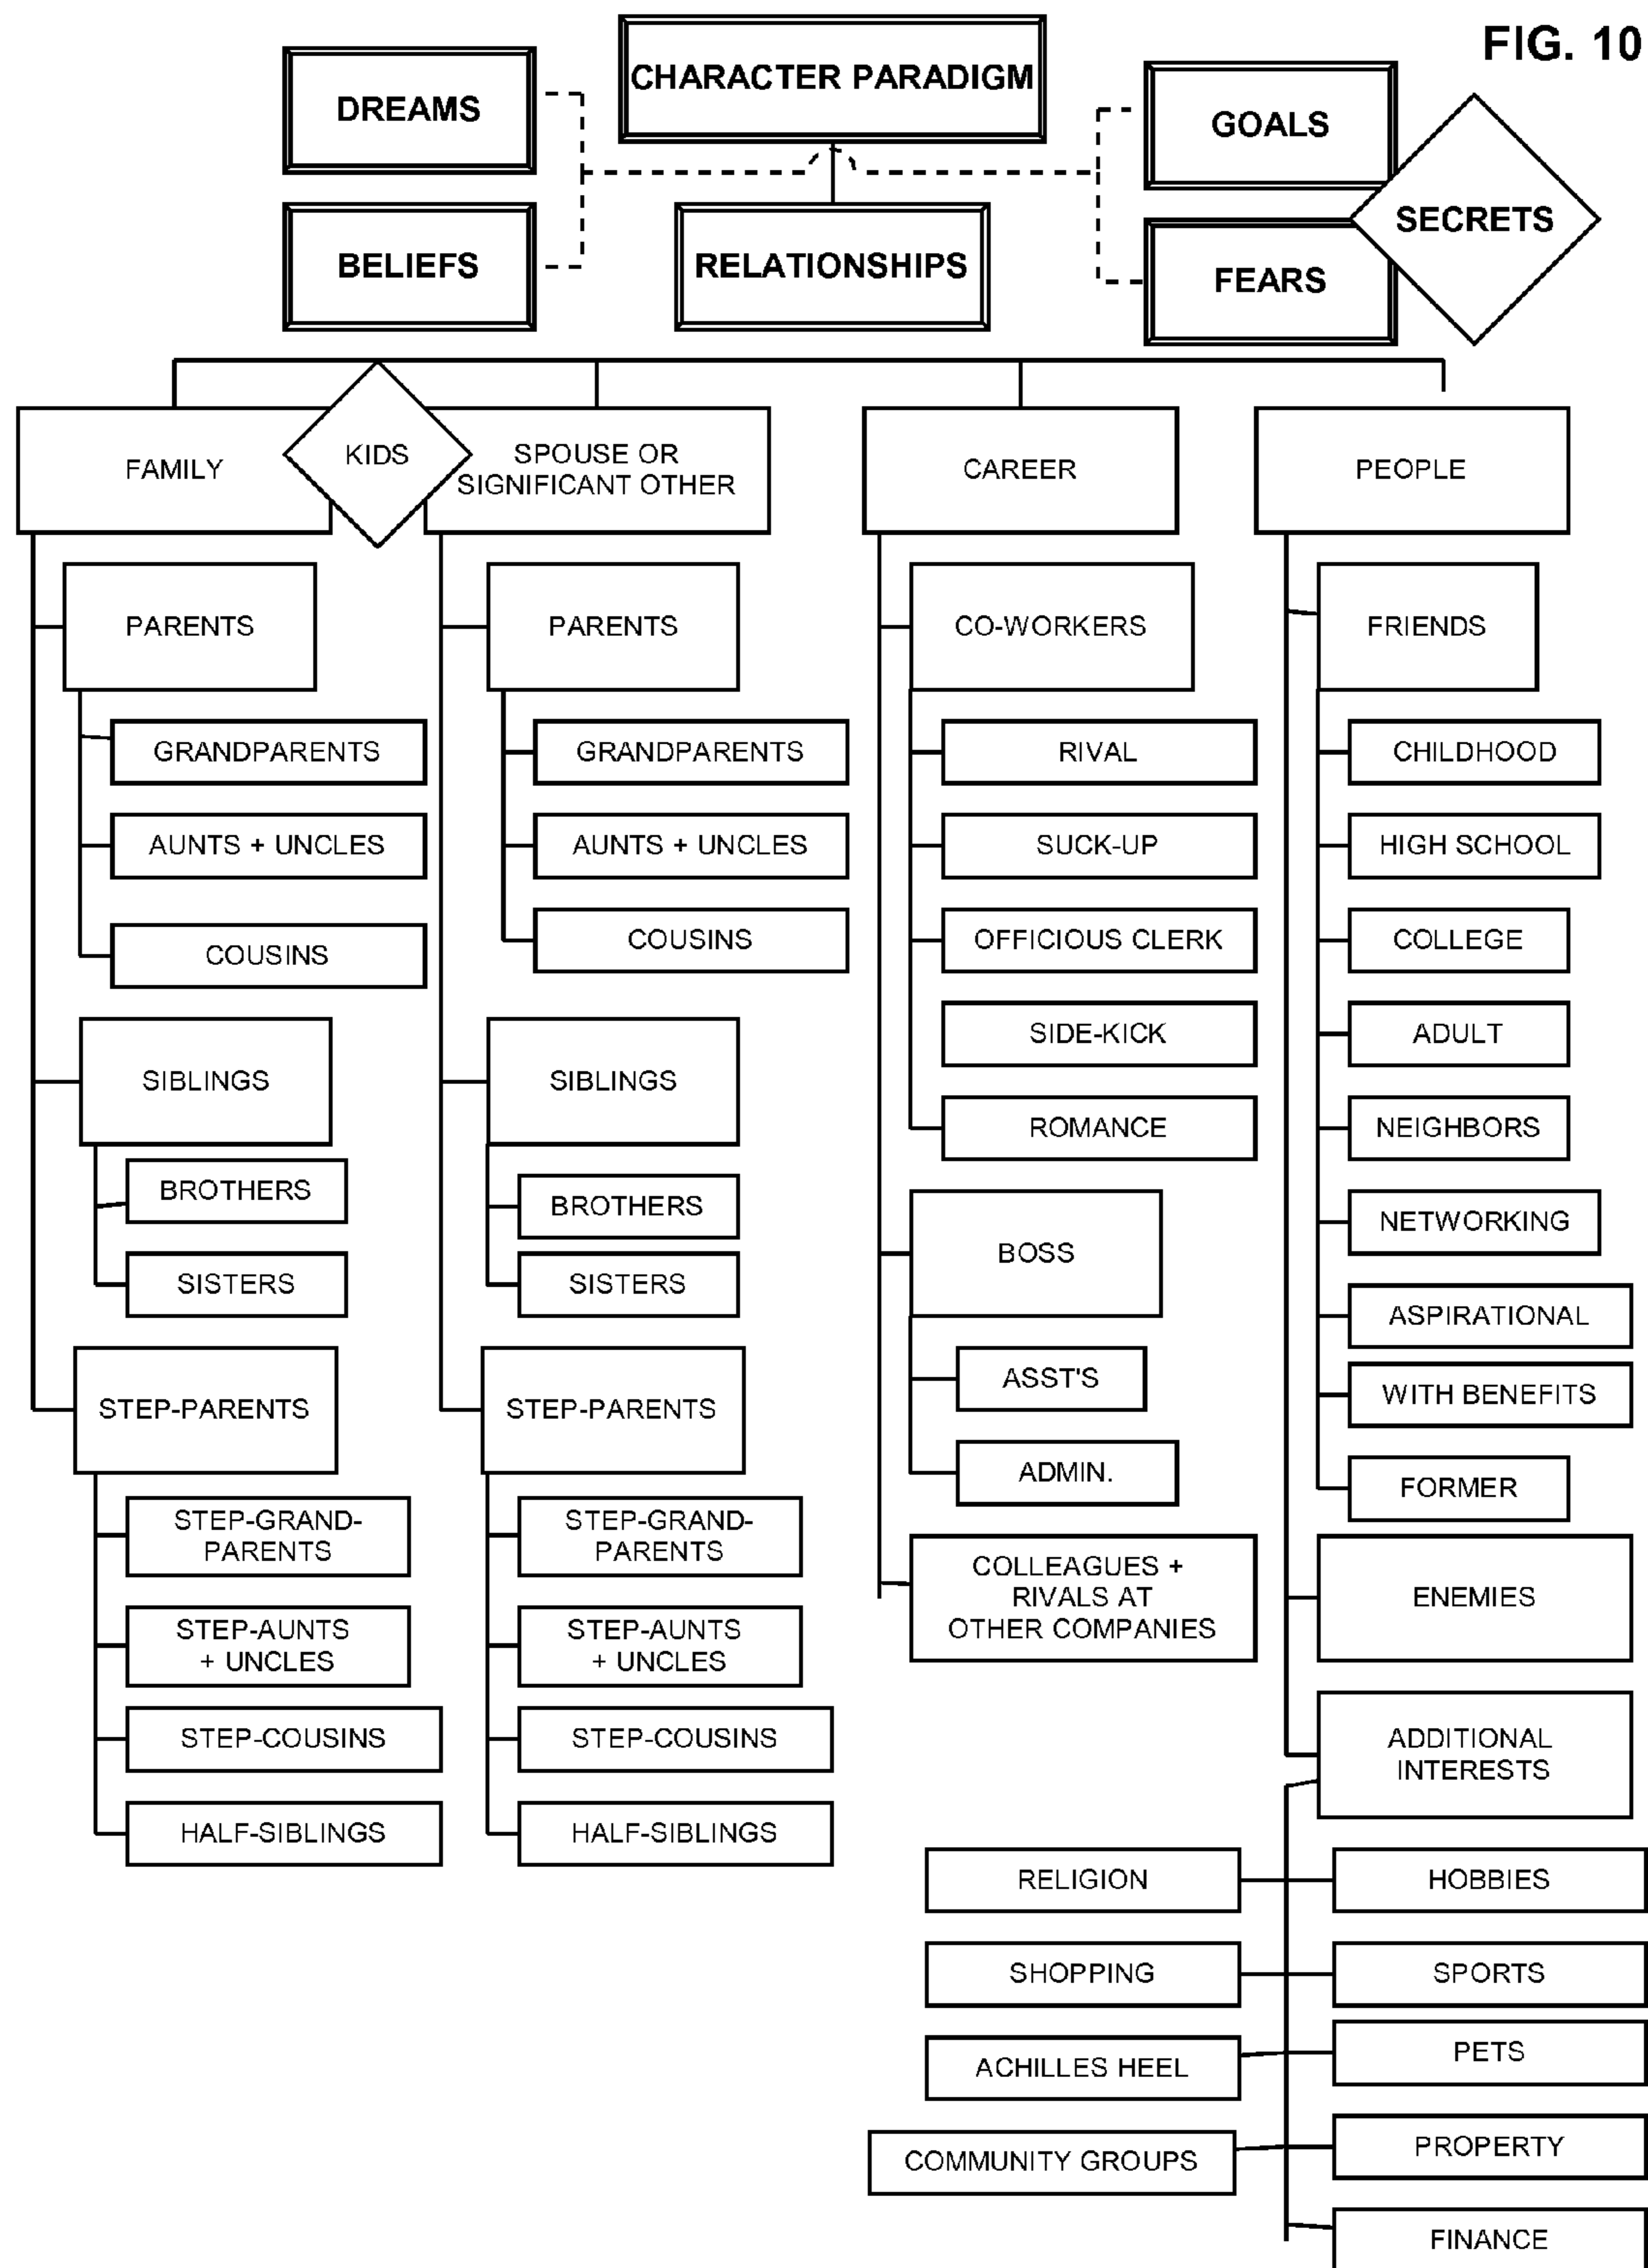 FIG. 10
CHARACTER PARADIGM
DREAMS
GOALS
SECRETS
BELIEFS
RELATIONSHIPS
FEARS
FAMILY
KIDS
SPOUSE OR
SIGNIFICANT OTHER
CAREER
PEOPLE
PARENTS
GRANDPARENTS
AUNTS + UNCLES
COUSINS
SIBLINGS
BROTHERS
SISTERS
STEP-PARENTS
STEP-GRAND-
PARENTS
STEP-AUNTS
+ UNCLES
STEP-COUSINS
HALF-SIBLINGS
PARENTS
GRANDPARENTS
AUNTS + UNCLES
COUSINS
SIBLINGS
BROTHERS
SISTERS
STEP-PARENTS
STEP-GRAND-
PARENTS
STEP-AUNTS
+ UNCLES
STEP-COUSINS
HALF-SIBLINGS
CO-WORKERS
RIVAL
SUCK-UP
OFFICIOUS CLERK
SIDE-KICK
ROMANCE
BOSS
ASST'S
ADMIN.
COLLEAGUES +
RIVALS AT
OTHER COMPANIES
FRIENDS
CHILDHOOD
HIGH SCHOOL
COLLEGE
ADULT
NEIGHBORS
NETWORKING
ASPIRATIONAL
WITH BENEFITS
FORMER
ENEMIES
ADDITIONAL
INTERESTS
RELIGION
HOBBIES
SHOPPING
SPORTS
ACHILLES HEEL
PETS
COMMUNITY GROUPS
PROPERTY
FINANCE